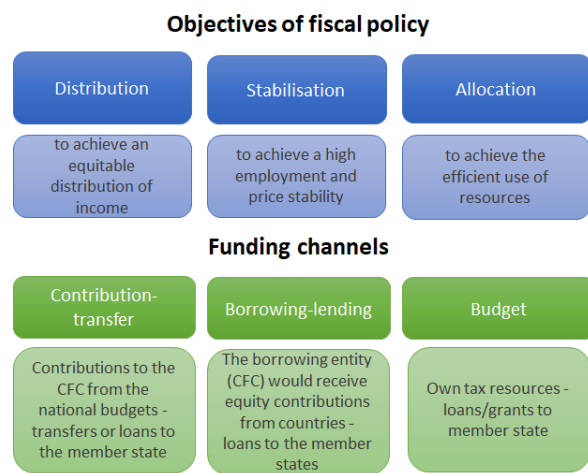 Objectives of fiscal policy
Distribution
Stabilisation
Allocation
to achieve an
equitable
distribution of
income
to achieve a high
employment and
price stability
to achieve the
efficient use of
resources
Funding channels
Contribution-
transfer
Borrowing-lending
Budget
Contributions to the
CFC from the
national budgets -
transfers or loans to
the member state
The borrowing entity
(CFC) would receive
equity contributions
from countries -
loans to the member
states
Own tax resources -
loans/grants to
member state